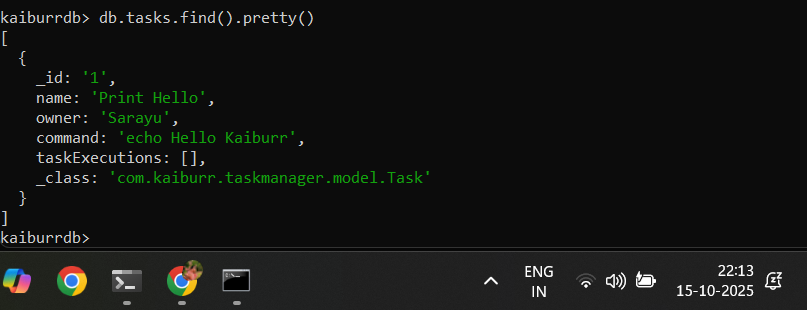 kaiburrdb> db.tasks.find().pretty()
[
  {
    _id: '1',
    name: 'Print Hello',
    owner: 'Sarayu',
    command: 'echo Hello Kaiburr',
    taskExecutions: [],
    _class: 'com.kaiburr.taskmanager.model.Task'
  }
]
kaiburrdb>
ENG
IN
22:13
15-10-2025